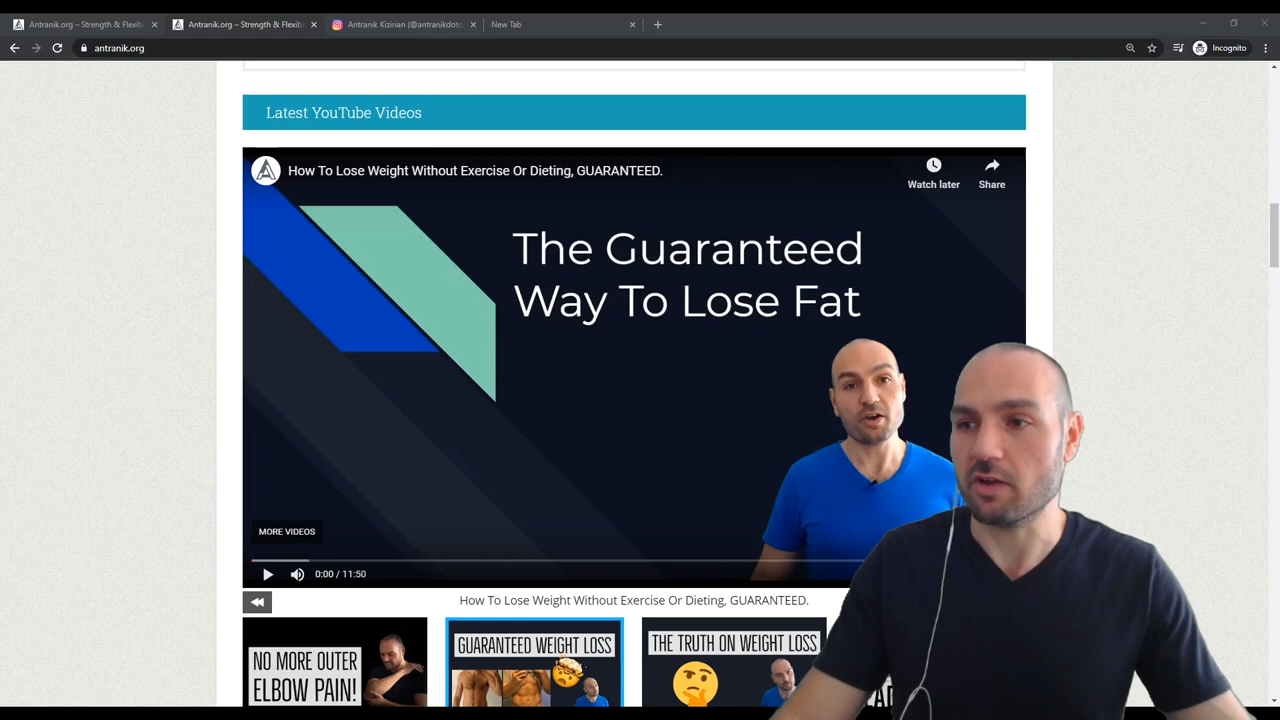 Antranik.org – Strength & Flexibi
Antranik.org – Strength & Flexibi
Antranik Kizirian (@antranikdoto
New Tab
antranik.org
Incognito
Latest YouTube Videos
How To Lose Weight Without Exercise Or Dieting, GUARANTEED.
Watch later
Share
The Guaranteed
Way To Lose Fat
MORE VIDEOS
0:00 / 11:50
How To Lose Weight Without Exercise Or Dieting, GUARANTEED.
NO MORE OUTER
ELBOW PAIN!
GUARANTEED WEIGHT LOSS
THE TRUTH ON WEIGHT LOSS